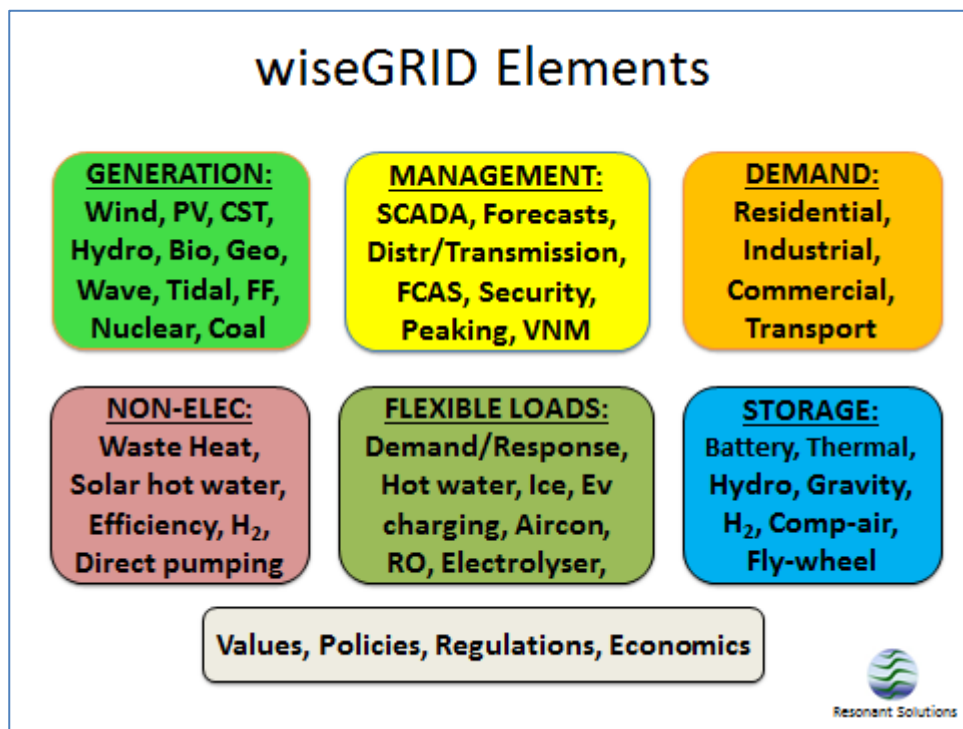 wiseGRID Elements
GENERATION:
Wind, PV, CST,
Hydro, Bio, Geo,
Wave, Tidal, FF,
Nuclear, Coal
MANAGEMENT:
SCADA, Forecasts,
Distr/Transmission,
FCAS, Security,
Peaking, VNM
DEMAND:
Residential,
Industrial,
Commercial,
Transport
NON-ELEC:
Waste Heat,
Solar hot water,
Efficiency, H₂,
Direct pumping
FLEXIBLE LOADS:
Demand/Response,
Hot water, Ice, Ev
charging, Aircon,
RO, Electrolyser,
STORAGE:
Battery, Thermal,
Hydro, Gravity,
H₂, Comp-air,
Fly-wheel
Values, Policies, Regulations, Economics
Resonant Solutions